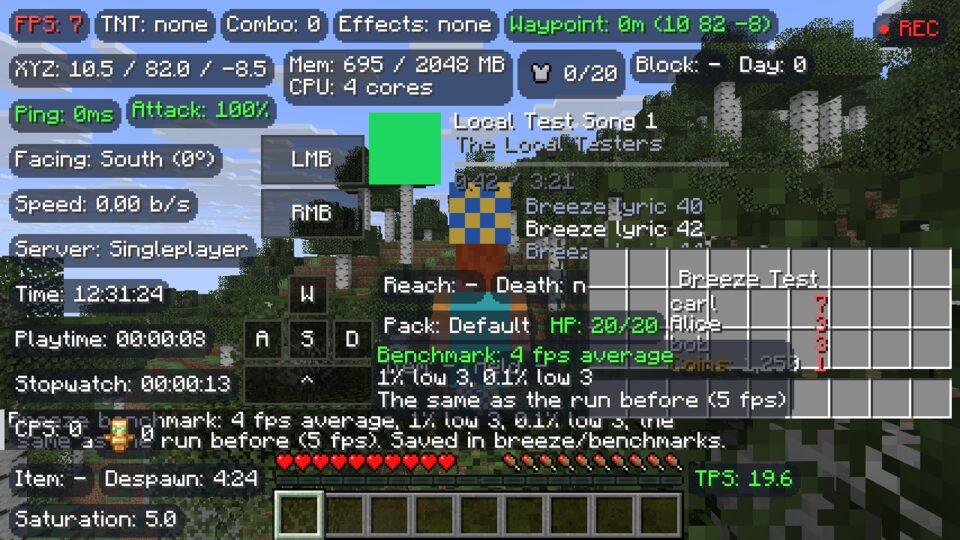 FPS: 7 TNT: none Combo: 0 Effects: none Waypoint: 0m (10 82 -8) REC
XYZ: 10.5 / 82.0 / -8.5 Mem: 695 / 2048 MB 0/20 Block: - Day: 0
CPU: 4 cores
Ping: 0ms Attack: 100%
Local Test Song 1
The Local Testers
Facing: South (0°) LMB
0:42 / 3:21
Speed: 0.00 b/s RMB Breeze lyric 40
Breeze lyric 42
Server: Singleplayer Breeze lyric
Reach: - Death: n
Breeze Test
Time: 12:31:24 W
carl 7
Pack: Default HP: 20/20 Alice 3
Playtime: 00:00:08 A S D
bob 3
Benchmark: 4 fps average
Coins: 1,250 1
Stopwatch: 00:00:13 ^ 1% low 3, 0.1% low 3
The same as the run before (5 fps)
Breeze benchmark: 4 fps average, 1% low 3, 0.1% low 3, the
CPS: 0 0
same as the run before (5 fps). Saved in breeze/benchmarks.
Item: - Despawn: 4:24 TPS: 19.6
Saturation: 5.0